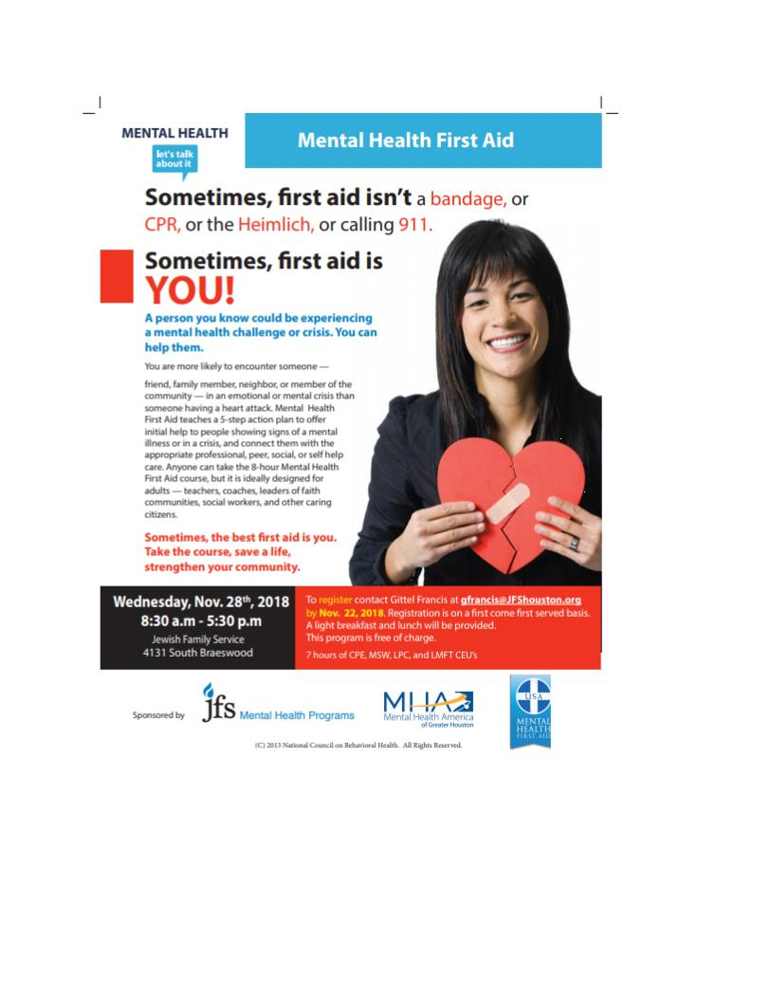 MENTAL HEALTH
let's talk
about it
Mental Health First Aid
Sometimes, first aid isn't a bandage, or
CPR, or the Heimlich, or calling 911.
Sometimes, first aid is
YOU!
A person you know could be experiencing
a mental health challenge or crisis. You can
help them.
You are more likely to encounter someone —
friend, family member, neighbor, or member of the
community — in an emotional or mental crisis than
someone having a heart attack. Mental Health
First Aid teaches a 5-step action plan to offer
initial help to people showing signs of a mental
illness or in a crisis, and connect them with the
appropriate professional, peer, social, or self help
care. Anyone can take the 8-hour Mental Health
First Aid course, but it is ideally designed for
adults — teachers, coaches, leaders of faith
communities, social workers, and other caring
citizens.
Sometimes, the best first aid is you.
Take the course, save a life,
strengthen your community.
Wednesday, Nov. 28th, 2018
8:30 a.m - 5:30 p.m
Jewish Family Service
4131 South Braeswood
To register contact Gittel Francis at gfrancis@JFShouston.org
by Nov. 22, 2018. Registration is on a first come first served basis.
A light breakfast and lunch will be provided.
This program is free of charge.
7 hours of CPE, MSW, LPC, and LMFT CEU's
Sponsored by
jfs Mental Health Programs
MHA
Mental Health America
of Greater Houston
USA
MENTAL
HEALTH
FIRST AID
(C) 2013 National Council on Behavioral Health. All Rights Reserved.